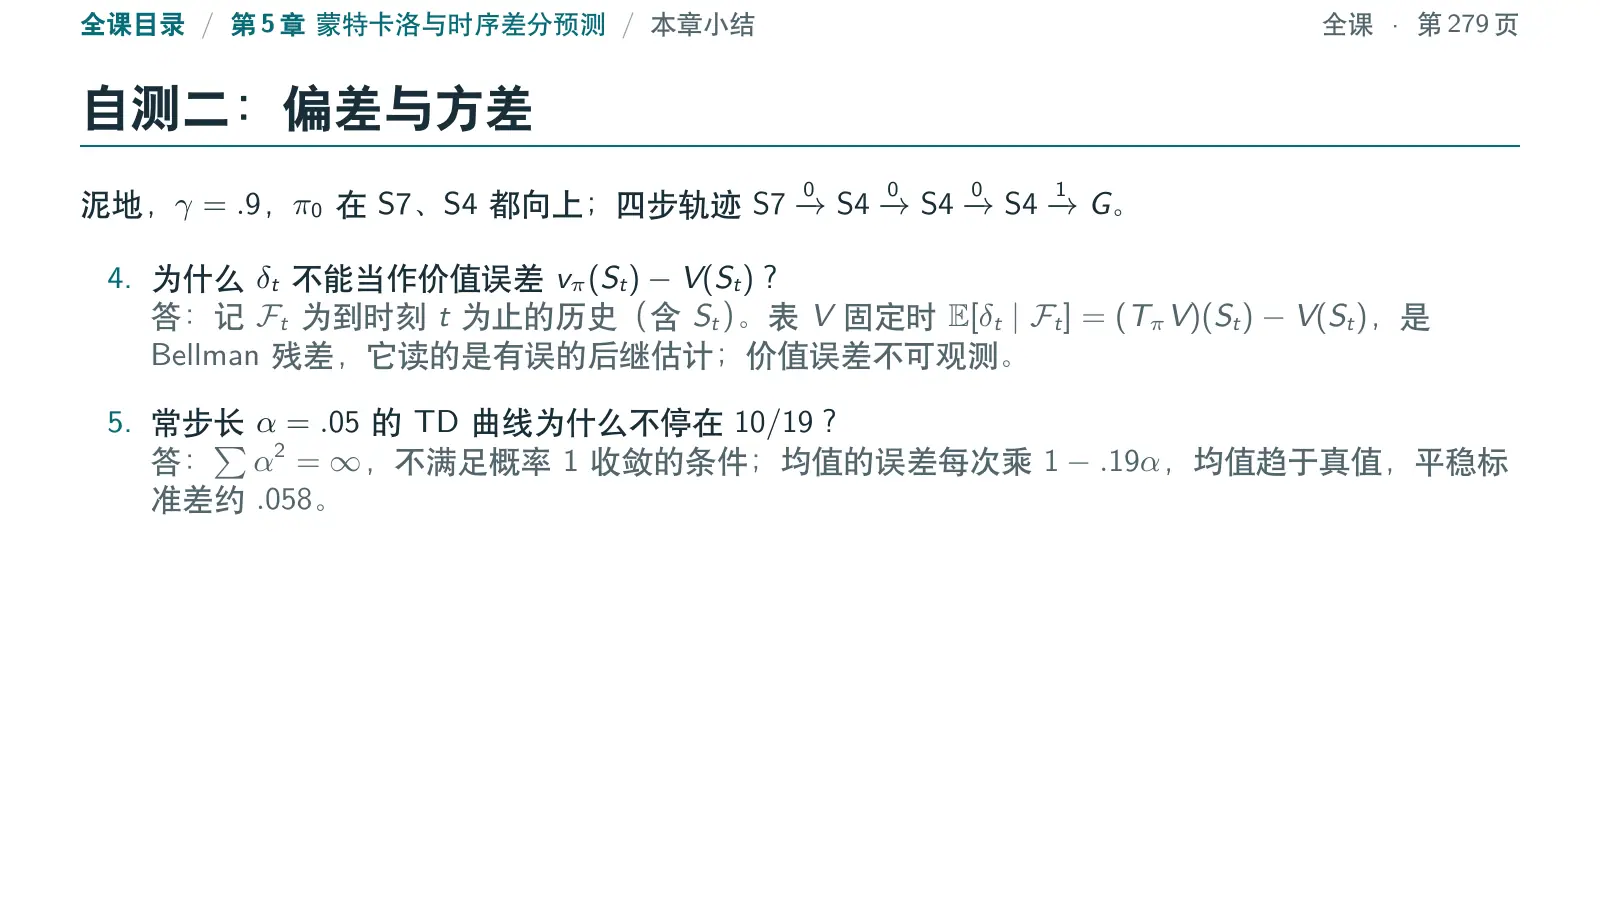 全课目录 / 第 5 章 蒙特卡洛与时序差分预测 / 本章小结 全课 · 第 279 页
自测二：偏差与方差
泥地，γ = .9，π₀ 在 S7、S4 都向上；四步轨迹 S7 →⁰ S4 →⁰ S4 →⁰ S4 →¹ G。
4. 为什么 δₜ 不能当作价值误差 v_π(Sₜ) − V(Sₜ)？
答：记 ℱₜ 为到时刻 t 为止的历史（含 Sₜ）。表 V 固定时 𝔼[δₜ | ℱₜ] = (T_π V)(Sₜ) − V(Sₜ)，是
Bellman 残差，它读的是有误的后继估计；价值误差不可观测。
5. 常步长 α = .05 的 TD 曲线为什么不停在 10/19？
答：∑ α² = ∞，不满足概率 1 收敛的条件；均值的误差每次乘 1 − .19α，均值趋于真值，平稳标
准差约 .058。